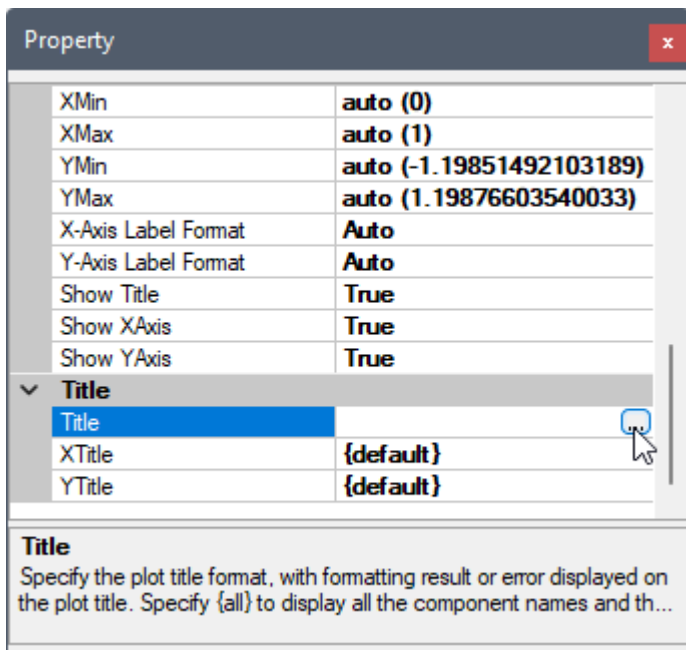 Property
x
XMin auto (0)
XMax auto (1)
YMin auto (-1.19851492103189)
YMax auto (1.19876603540033)
X-Axis Label Format Auto
Y-Axis Label Format Auto
Show Title True
Show XAxis True
Show YAxis True
Title
Title ...
XTitle {default}
YTitle {default}
Title
Specify the plot title format, with formatting result or error displayed on
the plot title. Specify {all} to display all the component names and th...